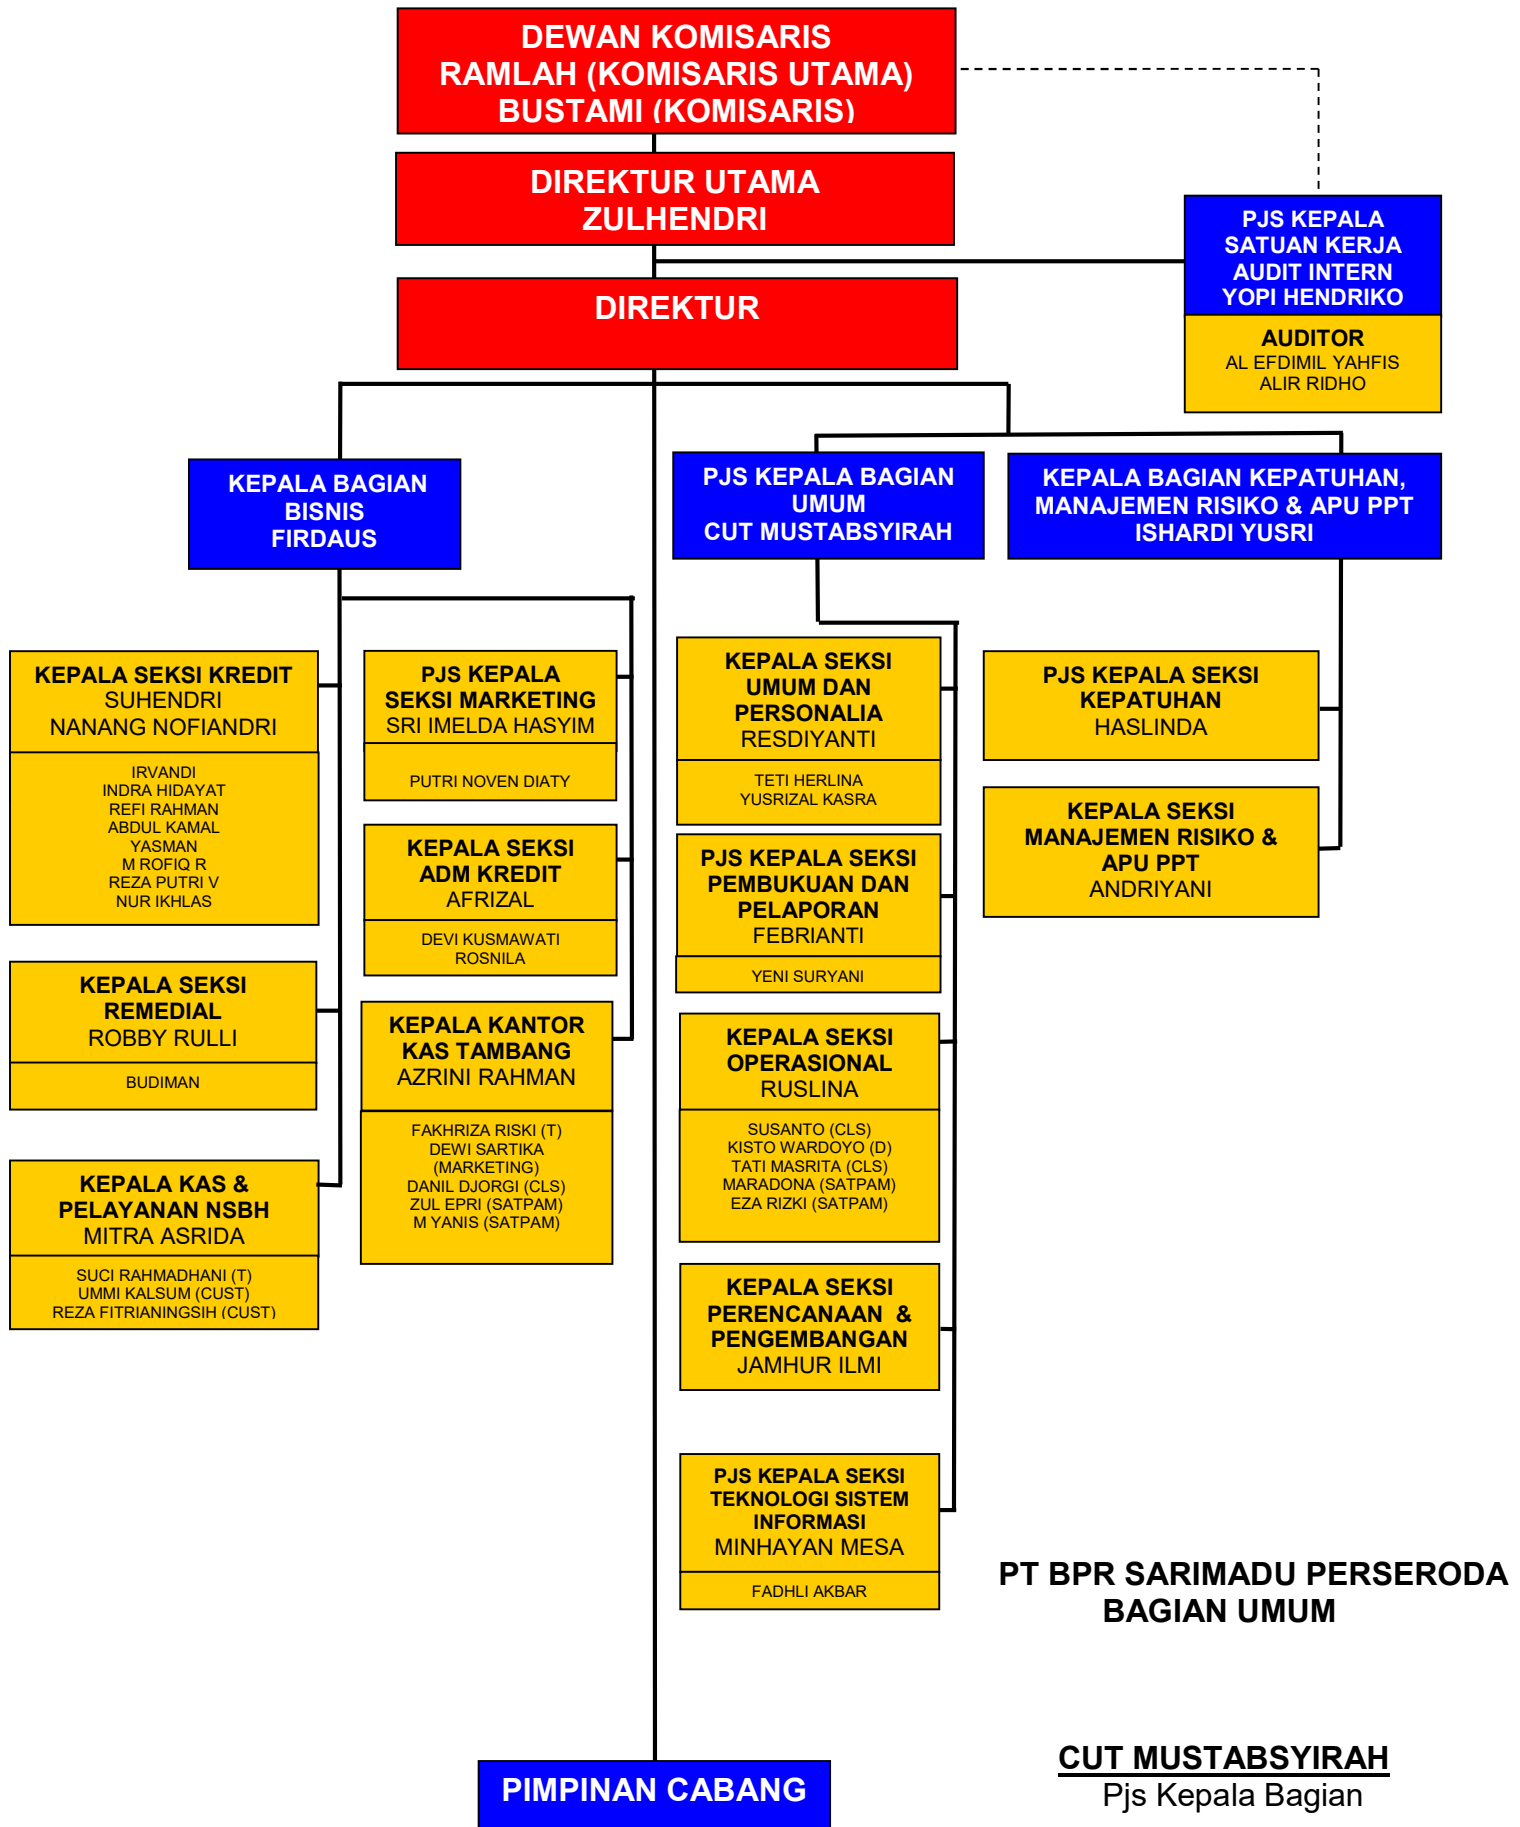 DEWAN KOMISARIS
RAMLAH (KOMISARIS UTAMA)
BUSTAMI (KOMISARIS)
DIREKTUR UTAMA
ZULHENDRI
PJS KEPALA
SATUAN KERJA
AUDIT INTERN
YOPI HENDRIKO
AUDITOR
AL EFDIMIL YAHFIS
ALIR RIDHO
DIREKTUR
KEPALA BAGIAN
BISNIS
FIRDAUS
PJS KEPALA BAGIAN
UMUM
CUT MUSTABSYIRAH
KEPALA BAGIAN KEPATUHAN,
MANAJEMEN RISIKO & APU PPT
ISHARDI YUSRI
KEPALA SEKSI KREDIT
SUHENDRI
NANANG NOFIANDRI
IRVANDI
INDRA HIDAYAT
REFI RAHMAN
ABDUL KAMAL
YASMAN
M ROFIQ R
REZA PUTRI V
NUR IKHLAS
KEPALA SEKSI
REMEDIAL
ROBBY RULLI
BUDIMAN
KEPALA KAS &
PELAYANAN NSBH
MITRA ASRIDA
SUCI RAHMADHANI (T)
UMMI KALSUM (CUST)
REZA FITRIANINGSIH (CUST)
PJS KEPALA
SEKSI MARKETING
SRI IMELDA HASYIM
PUTRI NOVEN DIATY
KEPALA SEKSI
ADM KREDIT
AFRIZAL
DEVI KUSMAWATI
ROSNILA
KEPALA KANTOR
KAS TAMBANG
AZRINI RAHMAN
FAKHRIZA RISKI (T)
DEWI SARTIKA
(MARKETING)
DANIL DJORGI (CLS)
ZUL EPRI (SATPAM)
M YANIS (SATPAM)
KEPALA SEKSI
UMUM DAN
PERSONALIA
RESDIYANTI
TETI HERLINA
YUSRIZAL KASRA
PJS KEPALA SEKSI
PEMBUKUAN DAN
PELAPORAN
FEBRIANTI
YENI SURYANI
KEPALA SEKSI
OPERASIONAL
RUSLINA
SUSANTO (CLS)
KISTO WARDOYO (D)
TATI MASRITA (CLS)
MARADONA (SATPAM)
EZA RIZKI (SATPAM)
KEPALA SEKSI
PERENCANAAN &
PENGEMBANGAN
JAMHUR ILMI
PJS KEPALA SEKSI
TEKNOLOGI SISTEM
INFORMASI
MINHAYAN MESA
FADHLI AKBAR
PJS KEPALA SEKSI
KEPATUHAN
HASLINDA
KEPALA SEKSI
MANAJEMEN RISIKO &
APU PPT
ANDRIYANI
PT BPR SARIMADU PERSERODA
BAGIAN UMUM
CUT MUSTABSYIRAH
Pjs Kepala Bagian
PIMPINAN CABANG